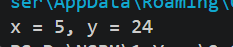 ser\AppData\Roaming\
x = 5, y = 24